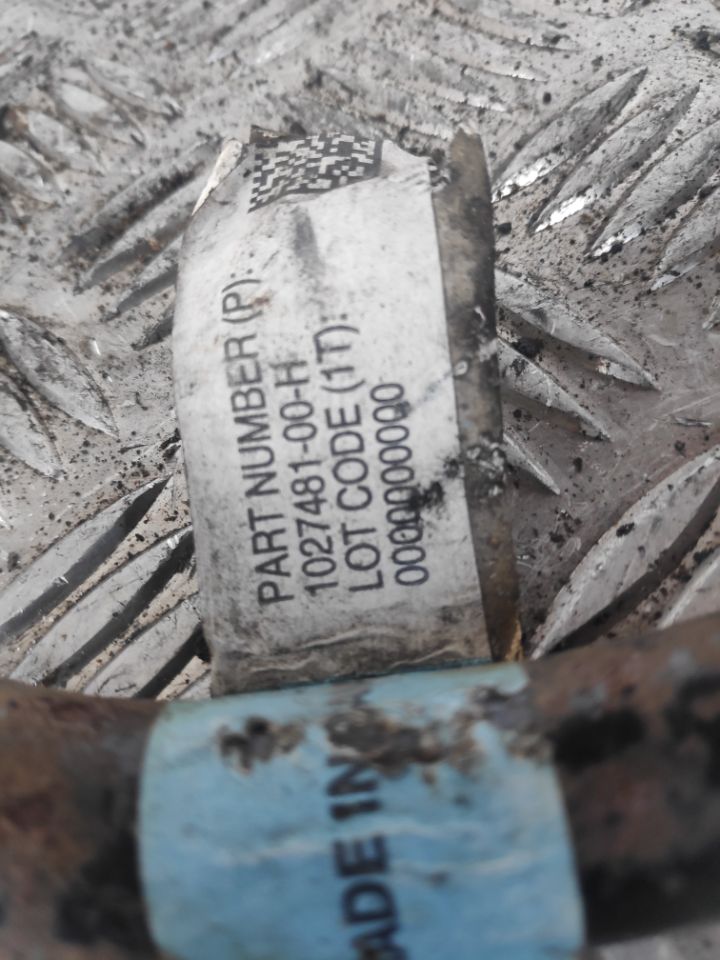 PART NUMBER (P):
1027481-00-H
LOT CODE (1T):
0000000000
ADE IN